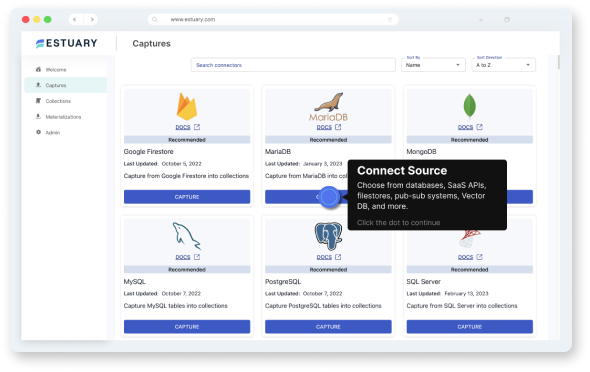 www.estuary.com
ESTUARY
Captures
Welcome
Captures
Collections
Materializations
Admin
Search connectors
Sort By
Name
Sort Direction
A to Z
DOCS
Recommended
Google Firestore
Last Updated: October 5, 2022
Capture from Google Firestore into collections
CAPTURE
MariaDB
DOCS
Recommended
MariaDB
Last Updated: January 3, 2023
Capture from MariaDB into col
DOCS
Recommended
MongoDB
Connect Source
Choose from databases, SaaS APIs,
filestores, pub-sub systems, Vector
DB, and more.
Click the dot to continue
DOCS
Recommended
MySQL
Last Updated: October 7, 2022
Capture MySQL tables into collections
CAPTURE
DOCS
Recommended
PostgreSQL
Last Updated: October 7, 2022
Capture PostgreSQL tables into collections
CAPTURE
DOCS
Recommended
SQL Server
Last Updated: February 13, 2023
Capture from SQL Server into collections
CAPTURE